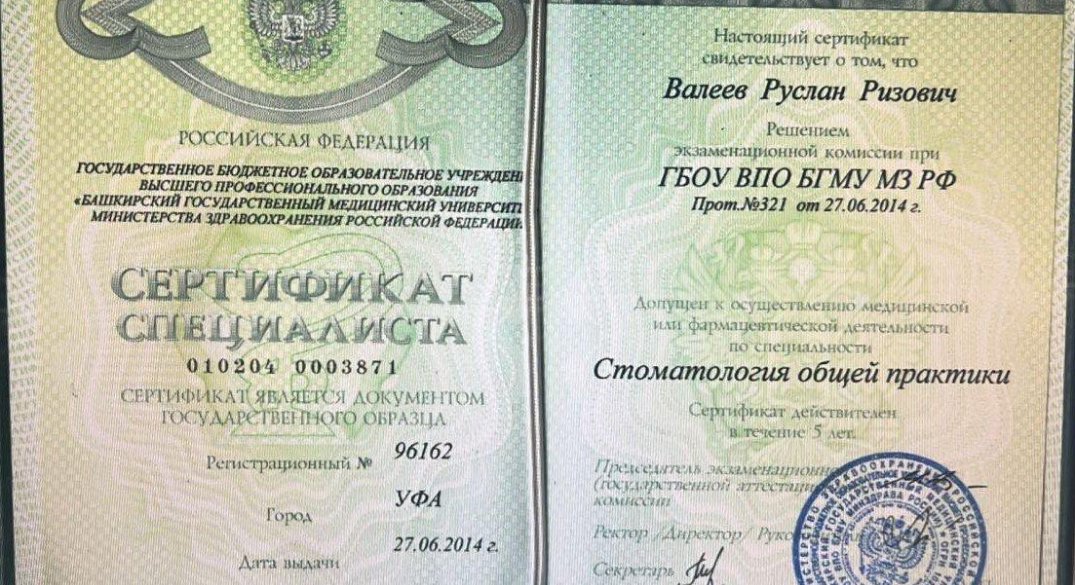 РОССИЙСКАЯ ФЕДЕРАЦИЯ
ГОСУДАРСТВЕННОЕ БЮДЖЕТНОЕ ОБРАЗОВАТЕЛЬНОЕ УЧРЕЖДЕНИ
ВЫСШЕГО ПРОФЕССИОНАЛЬНОГО ОБРАЗОВАНИЯ
«БАШКИРСКИЙ ГОСУДАРСТВЕННЫЙ МЕДИЦИНСКИЙ УНИВЕРСИТ
МИНИСТЕРСТВА ЗДРАВООХРАНЕНИЯ РОССИЙСКОЙ ФЕДЕРАЦИИ
СЕРТИФИКАТ
СПЕЦИАЛИСТА
010204 0003871
СЕРТИФИКАТ ЯВЛЯЕТСЯ ДОКУМЕНТОМ
ГОСУДАРСТВЕННОГО ОБРАЗЦА
Регистрационный № 96162
Город УФА
Дата выдачи 27.06.2014 г.
Настоящий сертификат
свидетельствует о том, что
Валеев Руслан Ризович
Решением
экзаменационной комиссии при
ГБОУ ВПО БГМУ МЗ РФ
Прот.№321 от 27.06.2014 г.
Допущен к осуществлению медицинской
или фармацевтической деятельности
по специальности
Стоматология общей практики
Сертификат действителен
в течение 5 лет.
Председатель экзаменационн
(государственной аттестаци
комиссии
Ректор /Директор/ Руко
Секретарь